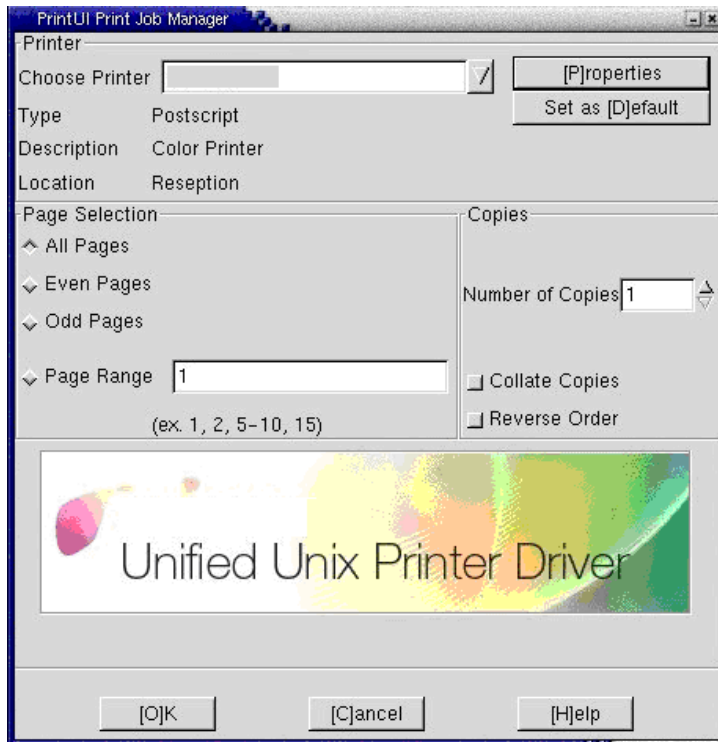 PrintUI Print Job Manager
Printer
Choose Printer
[P]roperties
Set as [D]efault
Type Postscript
Description Color Printer
Location Reseption
Page Selection
All Pages
Even Pages
Odd Pages
Page Range 1
(ex. 1, 2, 5-10, 15)
Copies
Number of Copies 1
Collate Copies
Reverse Order
Unified Unix Printer Driver
[O]K
[C]ancel
[H]elp